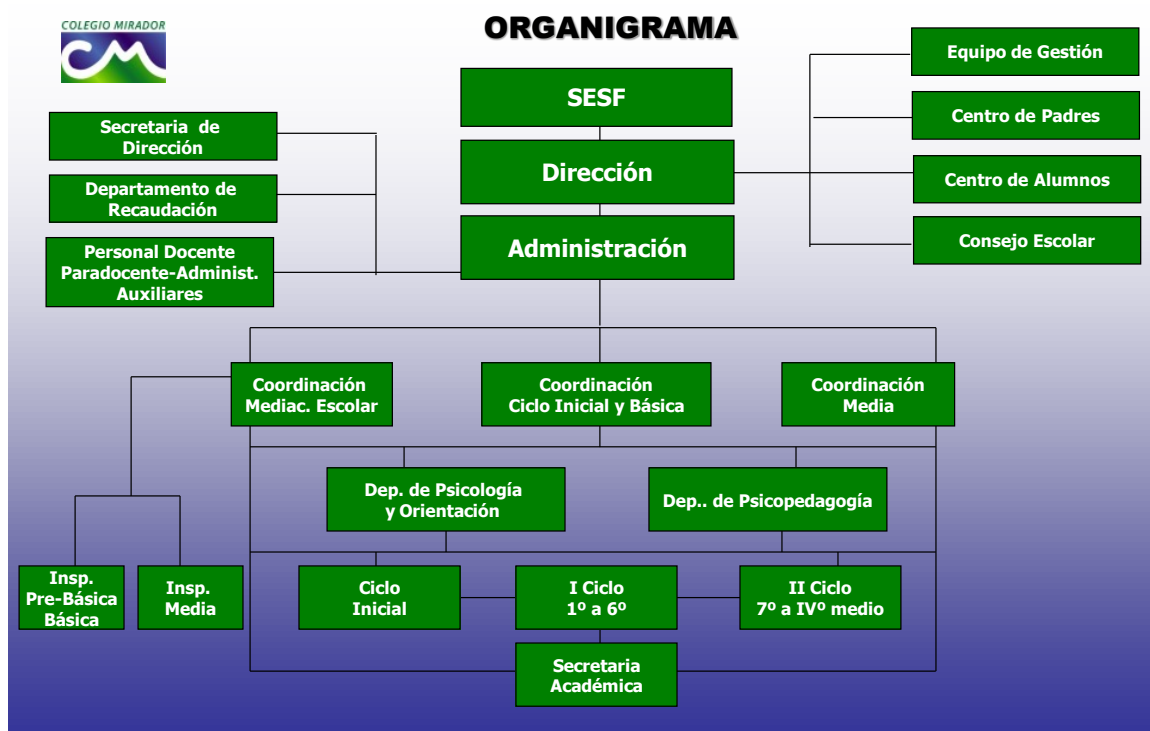 COLEGIO MIRADOR
CM
ORGANIGRAMA
SESF
Dirección
Administración
Secretaria de
Dirección
Departamento de
Recaudación
Personal Docente
Paradocente-Administ.
Auxiliares
Equipo de Gestión
Centro de Padres
Centro de Alumnos
Consejo Escolar
Coordinación
Mediac. Escolar
Coordinación
Ciclo Inicial y Básica
Coordinación
Media
Dep. de Psicología
y Orientación
Dep.. de Psicopedagogía
Insp.
Pre-Básica
Básica
Insp.
Media
Ciclo
Inicial
I Ciclo
1º a 6º
II Ciclo
7º a IVº medio
Secretaria
Académica